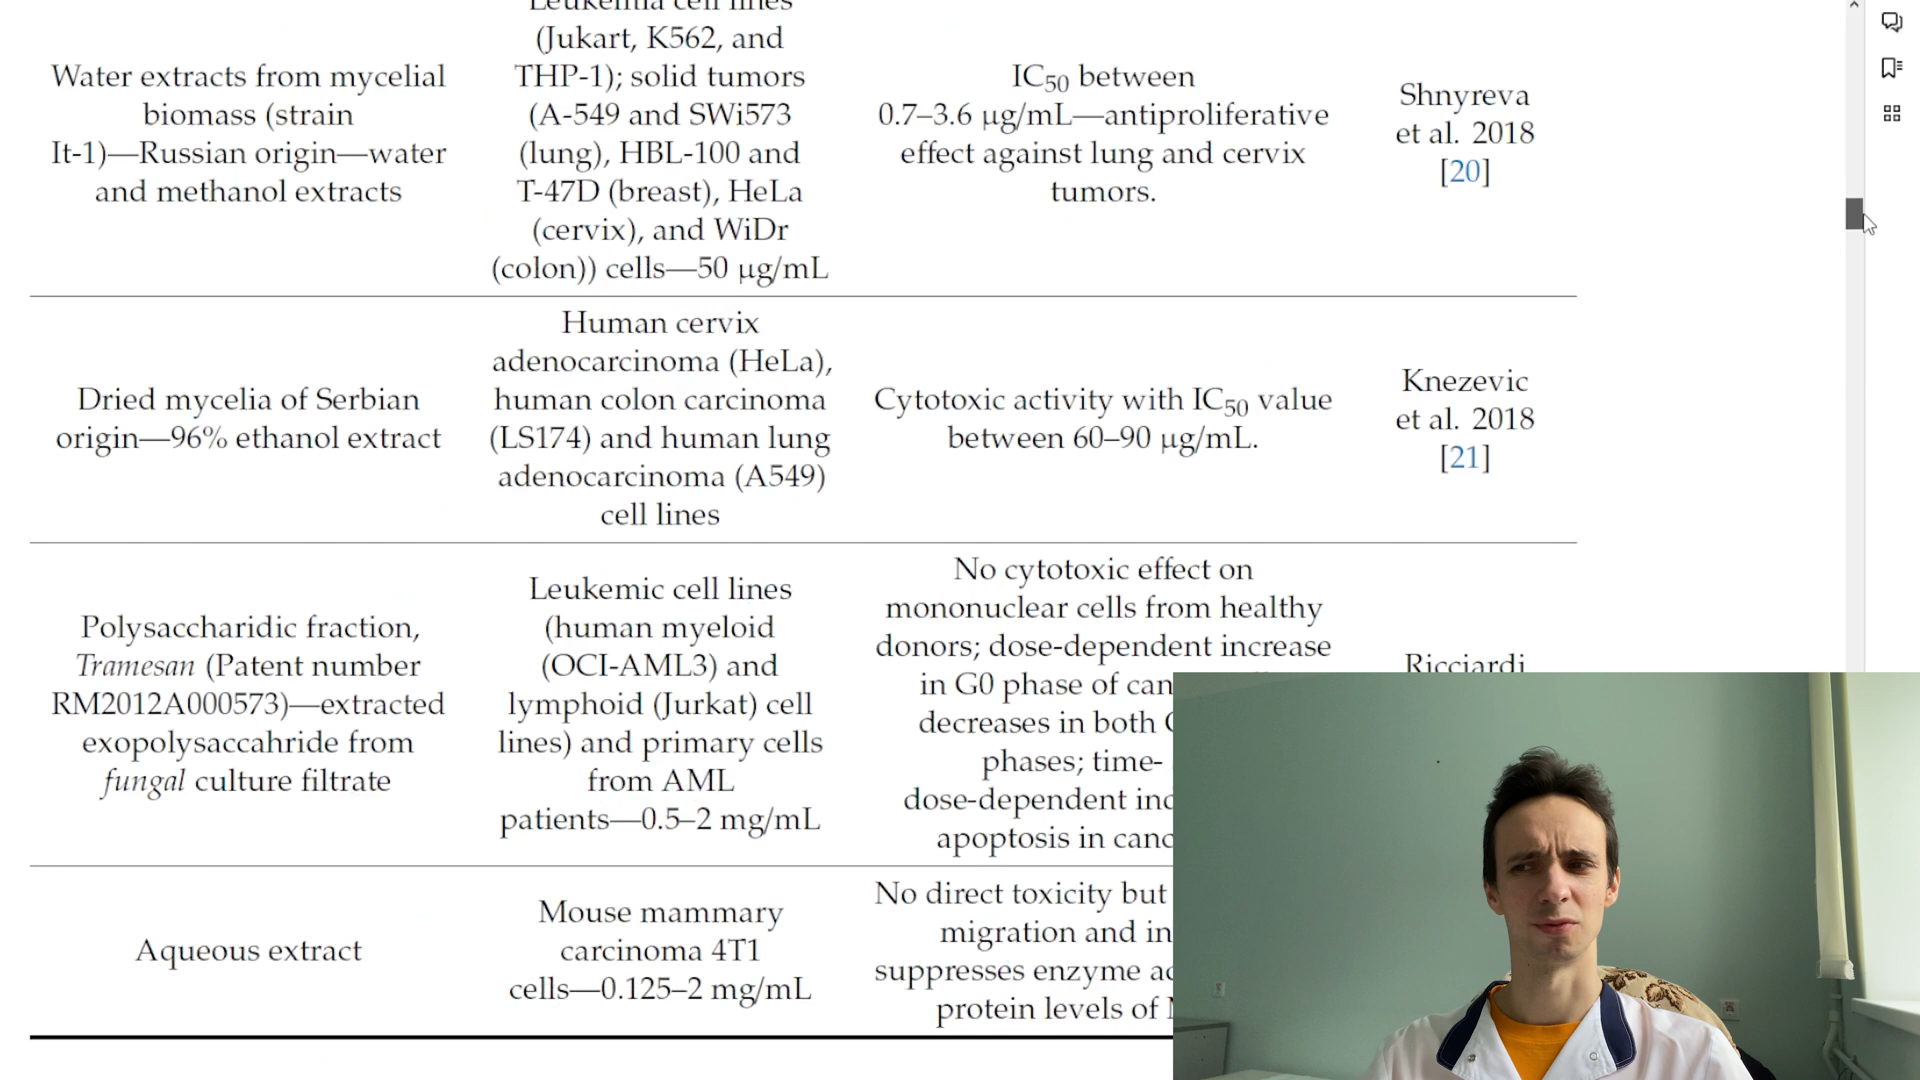 Leukemia cell lines
(Jukart, K562, and
THP-1); solid tumors
(A-549 and SWi573
(lung), HBL-100 and
T-47D (breast), HeLa
(cervix), and WiDr
(colon)) cells—50 µg/mL
Water extracts from mycelial
biomass (strain
It-1)—Russian origin—water
and methanol extracts
IC50 between
0.7–3.6 µg/mL—antiproliferative
effect against lung and cervix
tumors.
Shnyreva
et al. 2018
[20]
Dried mycelia of Serbian
origin—96% ethanol extract
Human cervix
adenocarcinoma (HeLa),
human colon carcinoma
(LS174) and human lung
adenocarcinoma (A549)
cell lines
Cytotoxic activity with IC50 value
between 60–90 µg/mL.
Knezevic
et al. 2018
[21]
Polysaccharidic fraction,
Tramesan (Patent number
RM2012A000573)—extracted
exopolysaccahride from
fungal culture filtrate
Leukemic cell lines
(human myeloid
(OCI-AML3) and
lymphoid (Jurkat) cell
lines) and primary cells
from AML
patients—0.5–2 mg/mL
No cytotoxic effect on
mononuclear cells from healthy
donors; dose-dependent increase
in G0 phase of can
decreases in both
phases; time-
dose-dependent
apoptosis in canc
Ricciardi
Aqueous extract
Mouse mammary
carcinoma 4T1
cells—0.125–2 mg/mL
No direct toxicity but
migration and in
suppresses enzyme ac
protein levels of